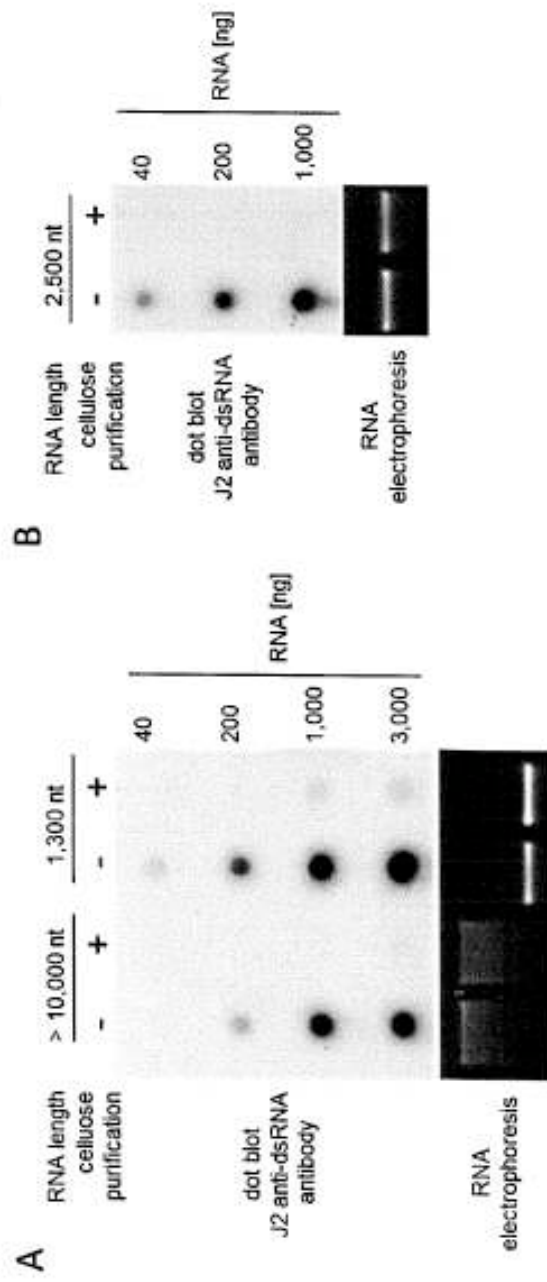 A
RNA length
> 10,000 nt
1,300 nt
celluose
purification
-
+
-
+
dot blot
J2 anti-dsRNA
antibody
40
200
1,000
3,000
RNA [ng]
RNA
electrophoresis
B
RNA length
2,500 nt
cellulose
purification
-
+
dot blot
J2 anti-dsRNA
antibody
40
200
1,000
RNA [ng]
RNA
electrophoresis